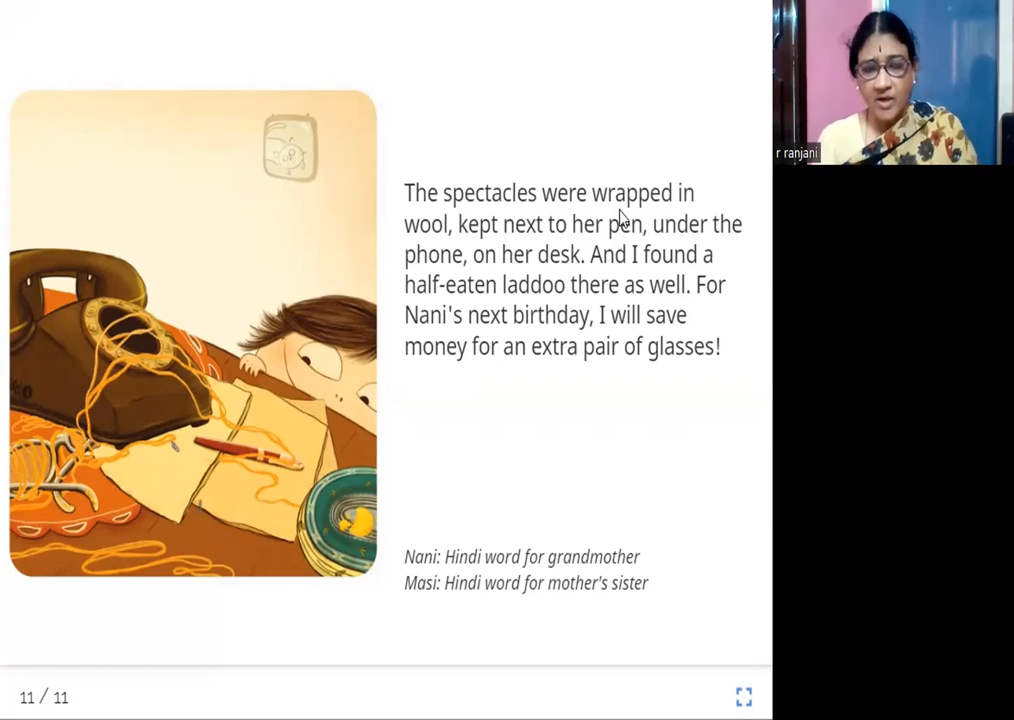 The spectacles were wrapped in
wool, kept next to her pen, under the
phone, on her desk. And I found a
half-eaten laddoo there as well. For
Nani's next birthday, I will save
money for an extra pair of glasses!
Nani: Hindi word for grandmother
Masi: Hindi word for mother's sister
11 / 11
r ranjani